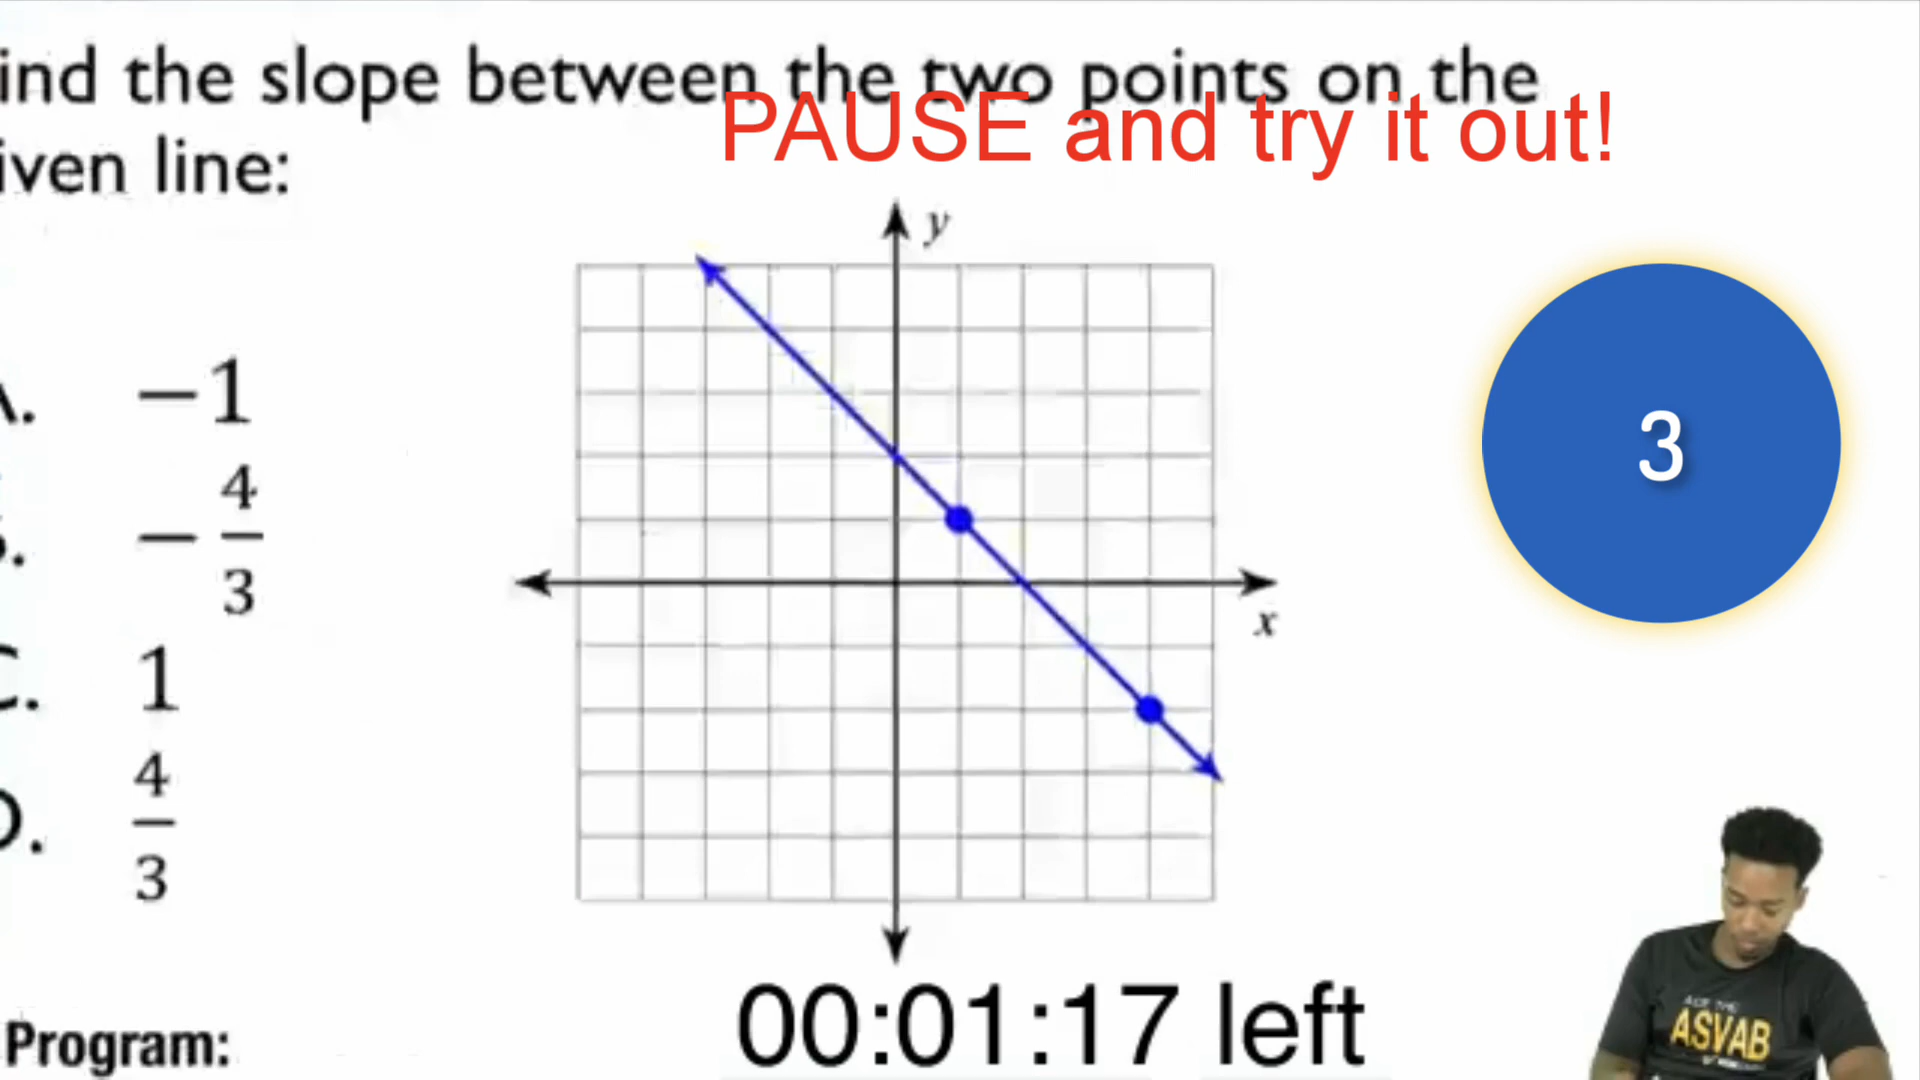 ind the slope between the two points on the
PAUSE and try it out!
iven line:
y
A. −1
B. − 4/3
3
x
C. 1
D. 4/3
ASVAB
Program:
00:01:17 left